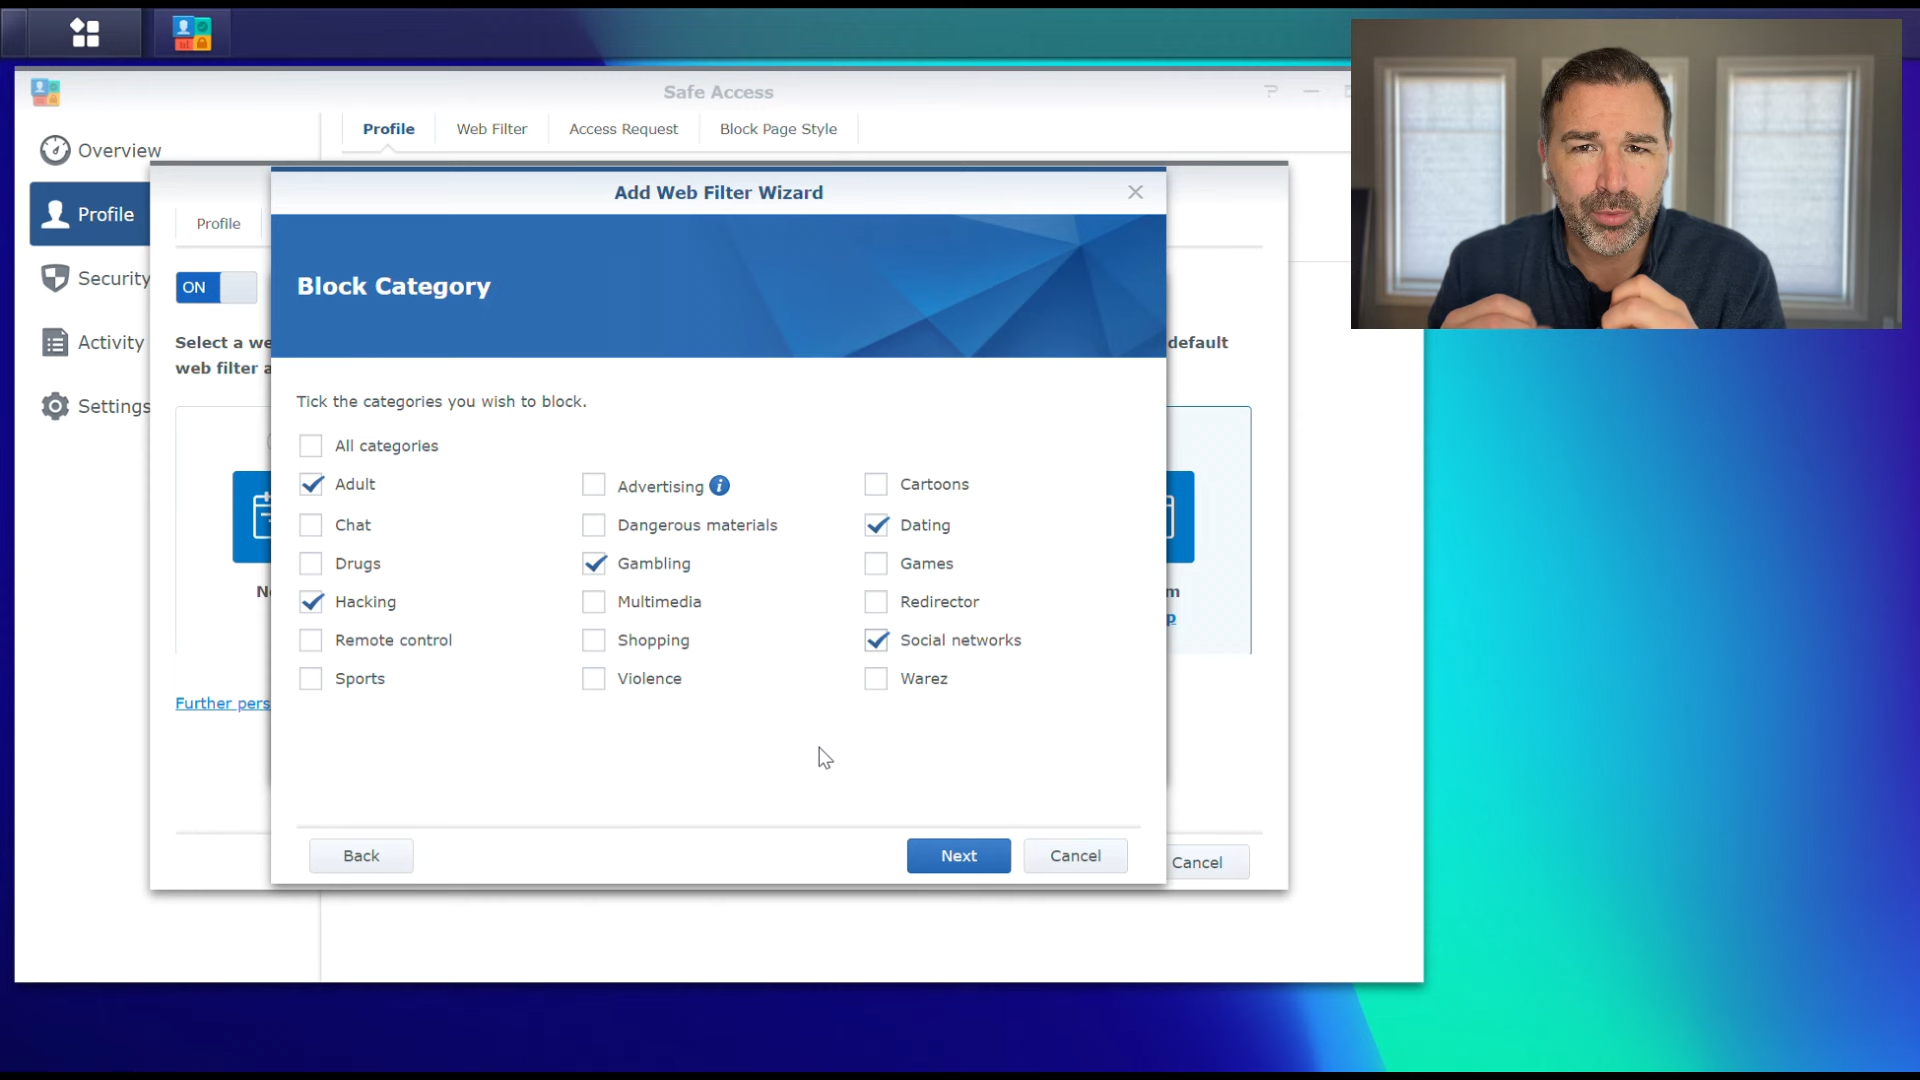 Safe Access
Overview
Profile
Security
Activity
Settings
Profile
Web Filter
Access Request
Block Page Style
Profile
ON
Select a we
web filter a
default
Further pers
Cancel
Add Web Filter Wizard
Block Category
Tick the categories you wish to block.
All categories
Adult
Advertising
Cartoons
Chat
Dangerous materials
Dating
Drugs
Gambling
Games
Hacking
Multimedia
Redirector
Remote control
Shopping
Social networks
Sports
Violence
Warez
Back
Next
Cancel